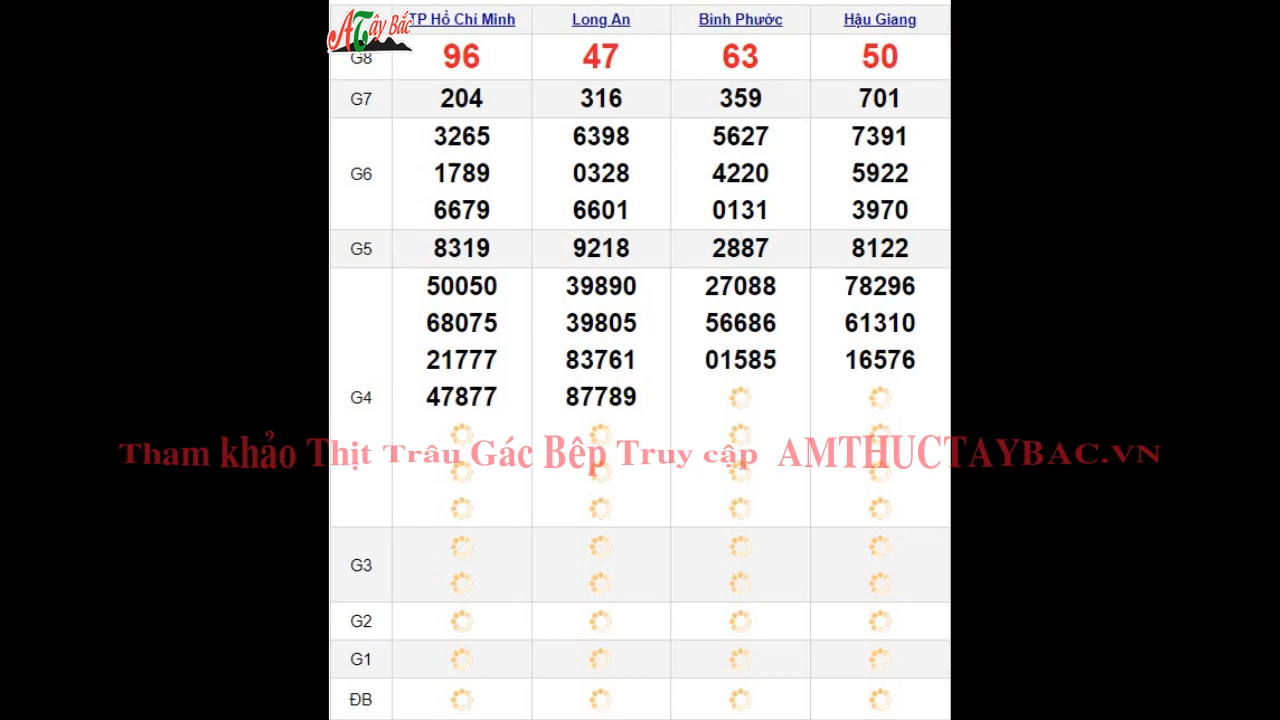 ATây Bắc
TP Hồ Chí Minh Long An Bình Phước Hậu Giang
G8 96 47 63 50
G7 204 316 359 701
3265 6398 5627 7391
G6 1789 0328 4220 5922
6679 6601 0131 3970
G5 8319 9218 2887 8122
50050 39890 27088 78296
68075 39805 56686 61310
21777 83761 01585 16576
G4 47877 87789
Tham khảo Thịt Trâu Gác Bêp Truy cập AMTHUCTAYBAC.VN
G3
G2
G1
ĐB